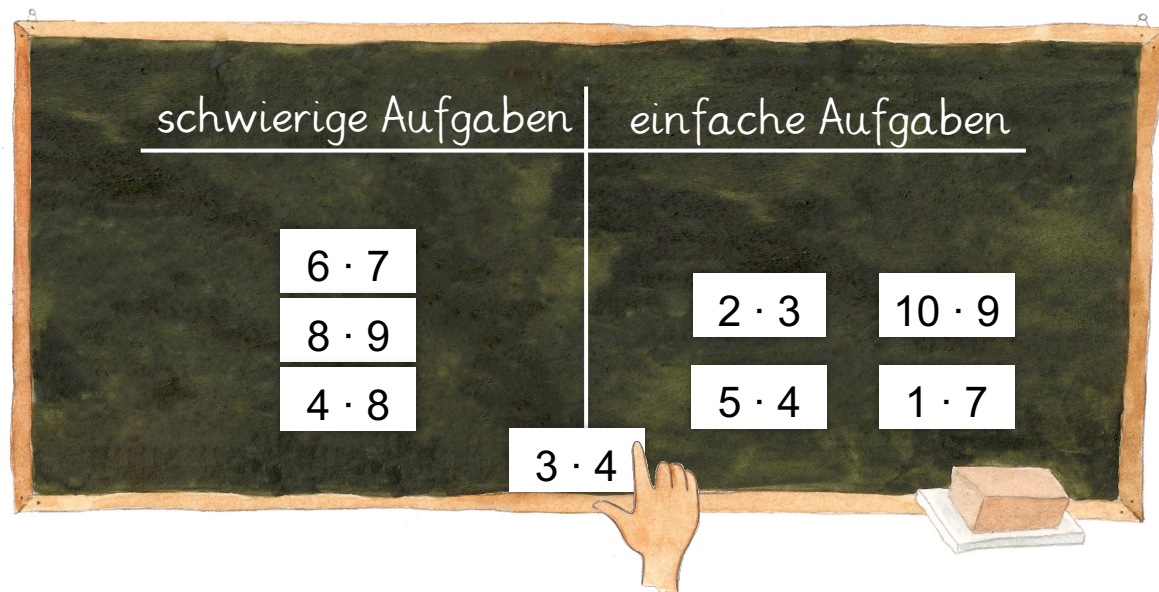 schwierige Aufgaben
einfache Aufgaben
6 · 7
8 · 9
4 · 8
2 · 3
10 · 9
5 · 4
1 · 7
3 · 4